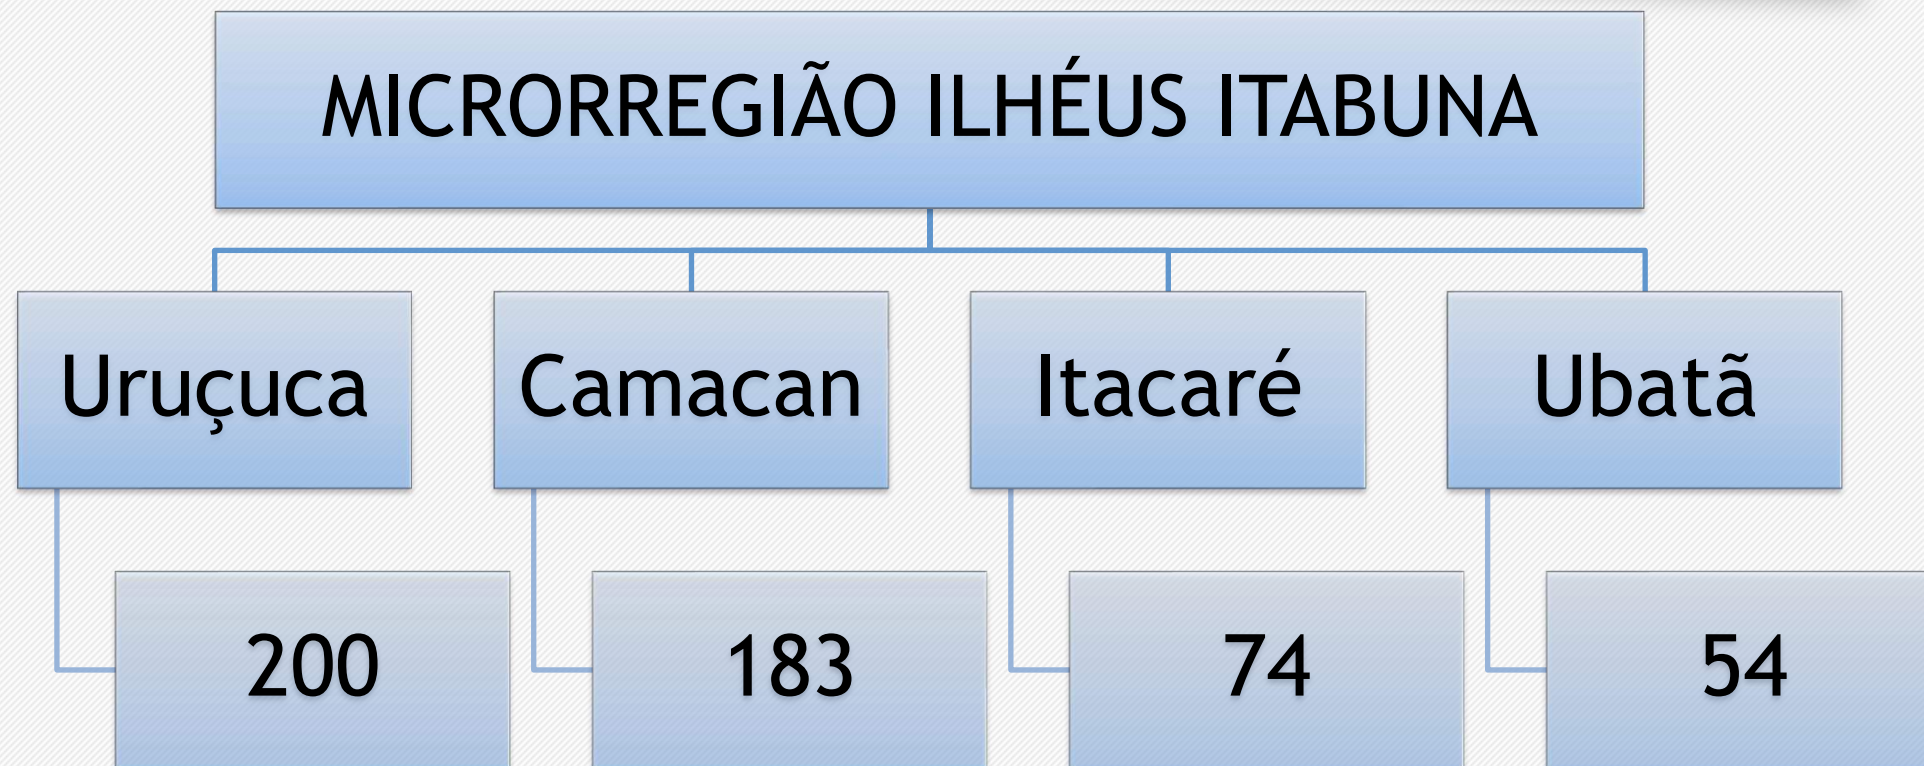 MICRORREGIÃO ILHÉUS ITABUNA
Uruçuca
Camacan
Itacaré
Ubatã
200
183
74
54